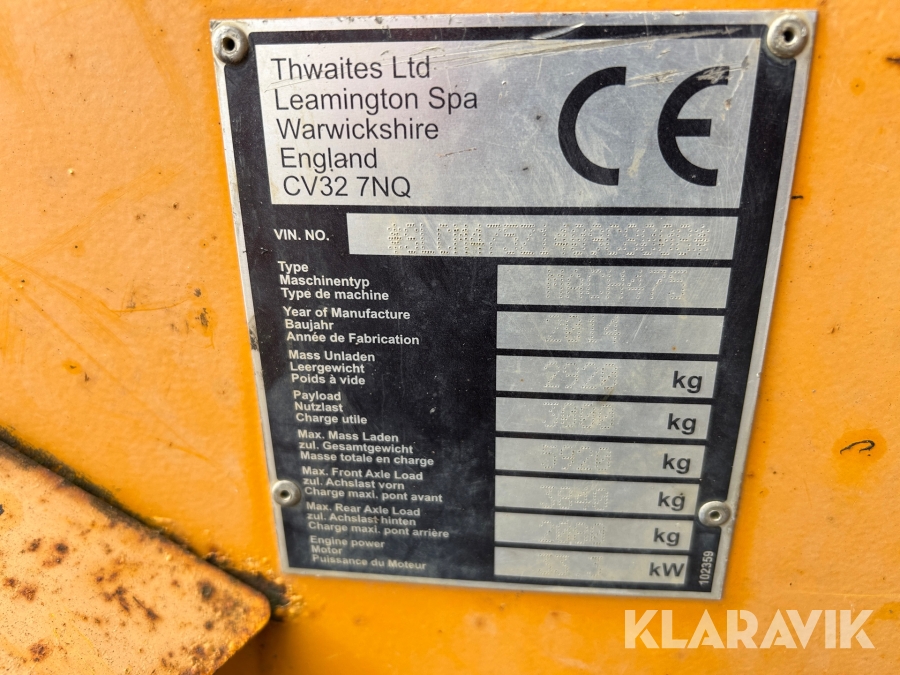 Thwaites Ltd
Leamington Spa
Warwickshire
England
CV32 7NQ
CE
VIN. NO.
Type
Maschinentyp
Type de machine
MACH475
Year of Manufacture
Baujahr
Année de Fabrication
2014
Mass Unladen
Leergewicht
Poids à vide
2920 kg
Payload
Nutzlast
Charge utile
3000 kg
Max. Mass Laden
zul. Gesamtgewicht
Masse totale en charge
kg
Max. Front Axle Load
zul. Achslast vorn
Charge maxi. pont avant
kg
Max. Rear Axle Load
zul. Achslast hinten
Charge maxi. pont arrière
kg
Engine power
Motor
Puissance du Moteur
kW
102359
KLARAVIK